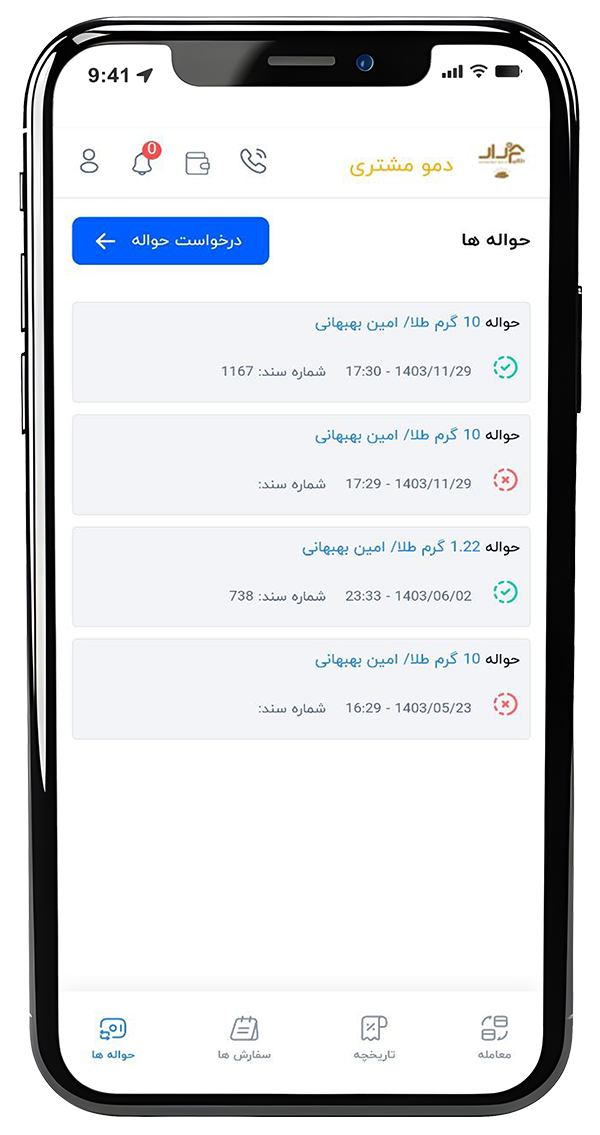 9:41
دمو مشتری
0
حواله ها
درخواست حواله
حواله 10 گرم طلا/ امین بهبهانی
1403/11/29 - 17:30 شماره سند: 1167
حواله 10 گرم طلا/ امین بهبهانی
1403/11/29 - 17:29 شماره سند:
حواله 1.22 گرم طلا/ امین بهبهانی
1403/06/02 - 23:33 شماره سند: 738
حواله 10 گرم طلا/ امین بهبهانی
1403/05/23 - 16:29 شماره سند:
معامله
تاریخچه
سفارش ها
حواله ها